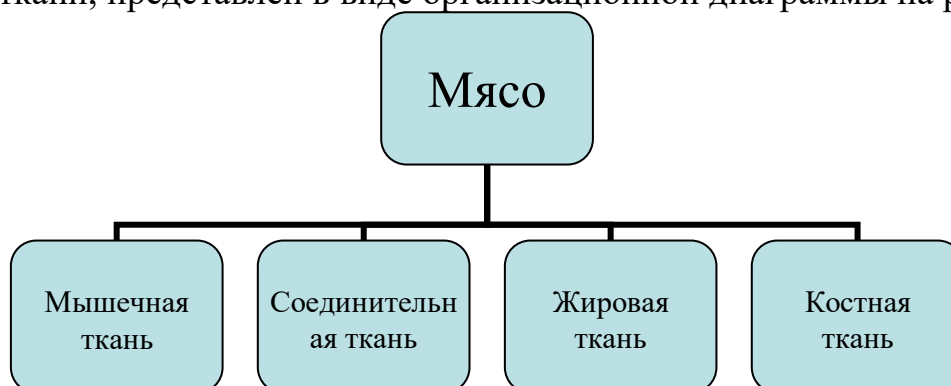 ткани, представлен в виде организационной диаграммы на р
Мясо
Мышечная
ткань
Соединительн
ая ткань
Жировая
ткань
Костная
ткань